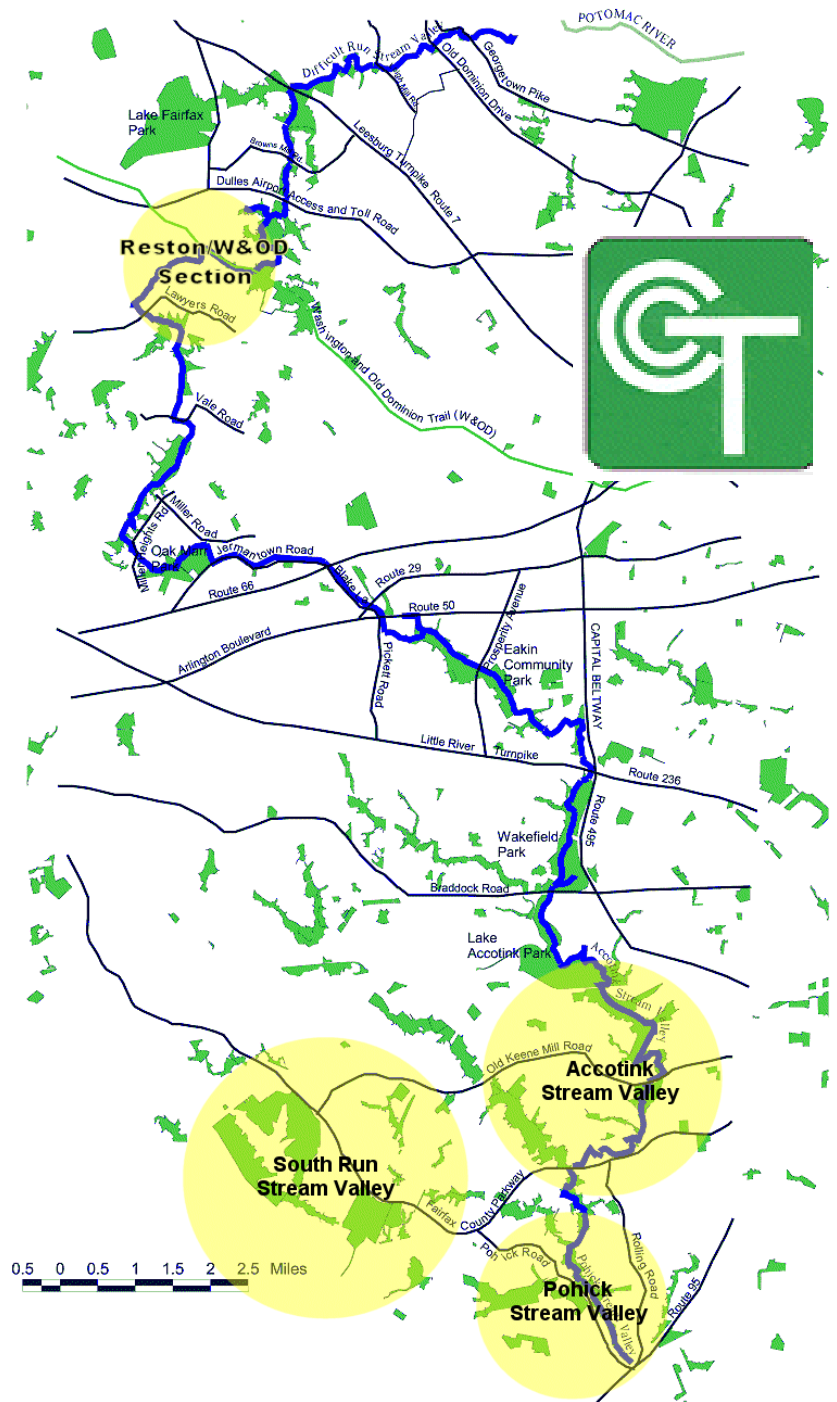 POTOMAC RIVER
Difficult Run Stream Valley
Georgetown Pike
Old Dominion Drive
Lake Fairfax
Park
Browns Mill Rd
Leesburg Turnpike Route 7
Dulles Airport Access and Toll Road
Reston/W&OD
Section
Lawyers Road
Washington and Old Dominion Trail (W&OD)
CCT
Vale Road
Miller Road
Oak Marr
Park
Jermantown Road
Route 66
Blake Ln
Route 29
Route 50
Arlington Boulevard
Pickett Road
Prosperity Avenue
Eakin
Community
Park
CAPITAL BELTWAY
Little River Turnpike
Route 236
Route 495
Wakefield
Park
Braddock Road
Lake
Accotink Park
Accotink Stream Valley
Old Keene Mill Road
Accotink
Stream Valley
South Run
Stream Valley
Fairfax County Parkway
Pohick Road
Rolling Road
Pohick Stream Valley
Pohick
Stream Valley
Route 95
0.5 0 0.5 1 1.5 2 2.5 Miles